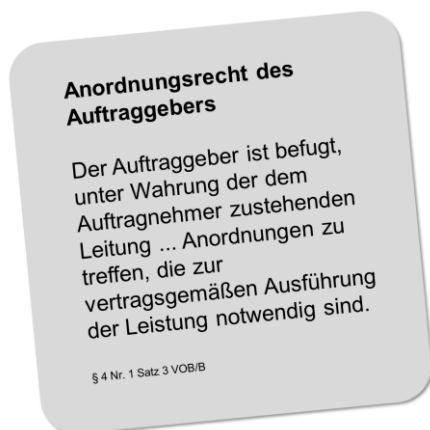 Anordnungsrecht des
Auftraggebers
Der Auftraggeber ist befugt,
unter Wahrung der dem
Auftragnehmer zustehenden
Leitung ... Anordnungen zu
treffen, die zur
vertragsgemäßen Ausführung
der Leistung notwendig sind.
§ 4 Nr. 1 Satz 3 VOB/B